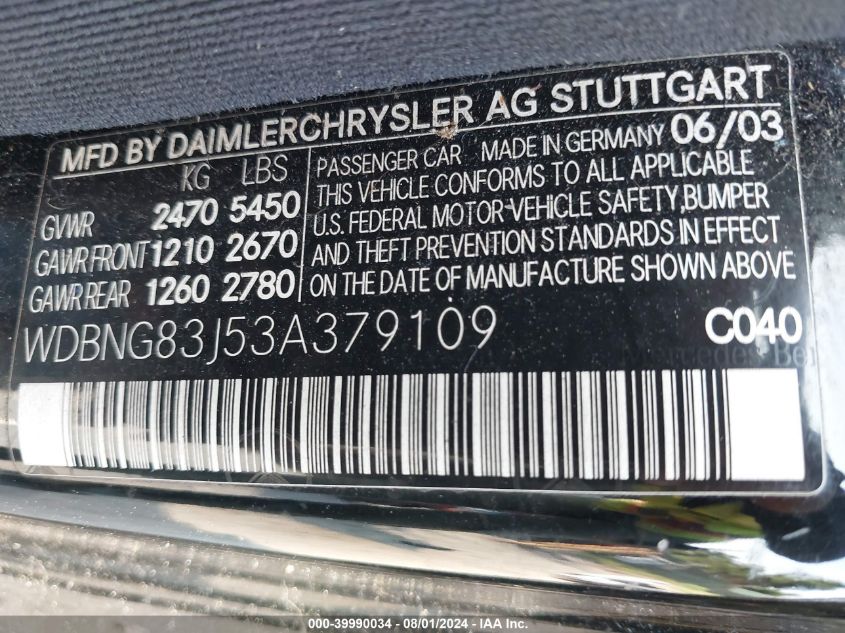 MFD BY DAIMLERCHRYSLER AG STUTTGART
KG LBS
GVWR 2470 5450
GAWR FRONT 1210 2670
GAWR REAR 1260 2780
PASSENGER CAR MADE IN GERMANY 06/03
THIS VEHICLE CONFORMS TO ALL APPLICABLE
U.S. FEDERAL MOTOR-VEHICLE SAFETY, BUMPER
AND THEFT PREVENTION STANDARDS IN EFFECT
ON THE DATE OF MANUFACTURE SHOWN ABOVE
WDBNG83J53A379109 C040
Mercedes Be
000-39990034 - 08/01/2024 - IAA Inc.